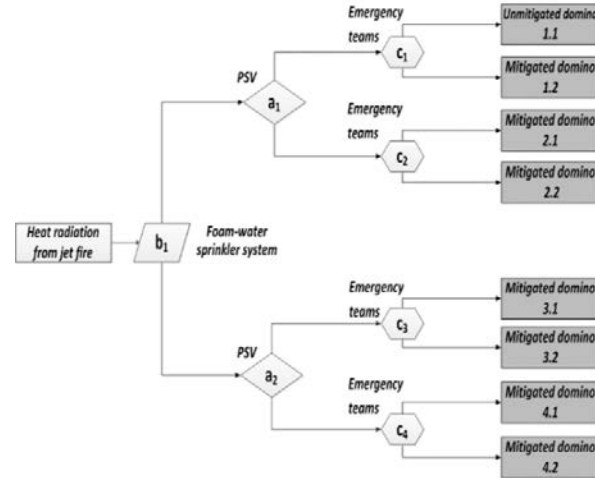 Emergency
teams
c1
Unmitigated domino
1.1
Mitigated domino
1.2
PSV
a1
Emergency
teams
c2
Mitigated domino
2.1
Mitigated domino
2.2
Heat radiation
from jet fire
b1
Foam-water
sprinkler system
Emergency
teams
c3
Mitigated domino
3.1
Mitigated domino
3.2
PSV
a2
Emergency
teams
c4
Mitigated domino
4.1
Mitigated domino
4.2